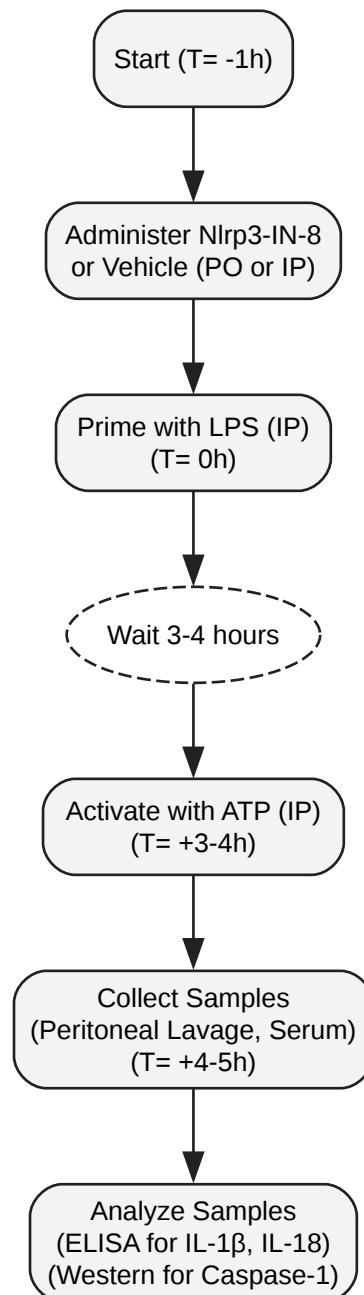 Start (T= -1h)
Administer Nlrp3-IN-8
or Vehicle (PO or IP)
Prime with LPS (IP)
(T= 0h)
Wait 3-4 hours
Activate with ATP (IP)
(T= +3-4h)
Collect Samples
(Peritoneal Lavage, Serum)
(T= +4-5h)
Analyze Samples
(ELISA for IL-1β, IL-18)
(Western for Caspase-1)